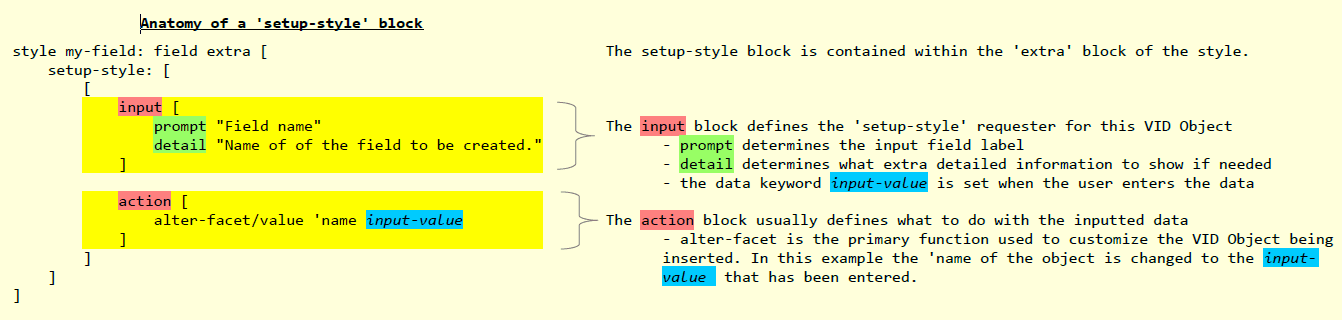 Anatomy of a 'setup-style' block
style my-field: field extra [
setup-style: [
[
input [
prompt "Field name"
detail "Name of of the field to be created."
]
action [
alter-facet/value 'name input-value
]
]
]
]
The setup-style block is contained within the 'extra' block of the style.
The input block defines the 'setup-style' requester for this VID Object
- prompt determines the input field label
- detail determines what extra detailed information to show if needed
- the data keyword input-value is set when the user enters the data
The action block usually defines what to do with the inputted data
- alter-facet is the primary function used to customize the VID Object being
inserted. In this example the 'name of the object is changed to the input-
value that has been entered.